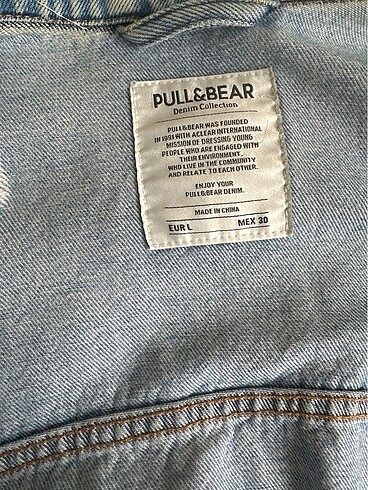 PULL&BEAR
Denim Collection
PULL&BEAR WAS FOUNDED
IN 1991 WITH ACLEAR INTERNATIONAL
MISSION OF DRESSING YOUNG
PEOPLE WHO ARE ENGAGED WITH
THEIR ENVIRONMENT.
WHO LIVE IN THE COMMUNITY
AND RELATE TO EACH OTHER.
ENJOY YOUR
PULL&BEAR DENIM.
MADE IN CHINA
EUR L MEX 30